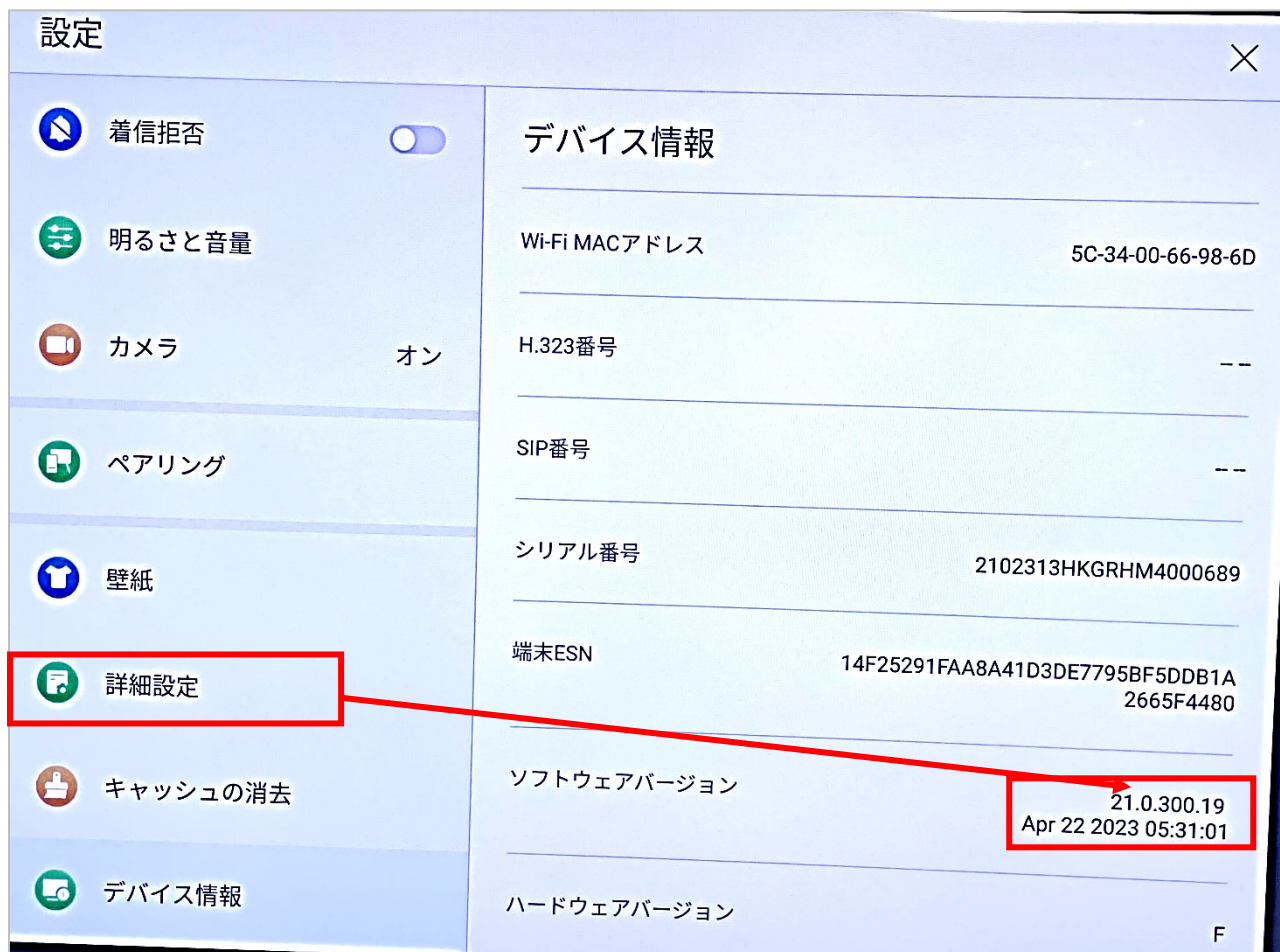 設定
着信拒否
明るさと音量
カメラ オン
ペアリング
壁紙
詳細設定
キャッシュの消去
デバイス情報
デバイス情報
Wi-Fi MACアドレス 5C-34-00-66-98-6D
H.323番号 -- 
SIP番号 --
シリアル番号 2102313HKGRHM4000689
端末ESN 14F25291FAA8A41D3DE7795BF5DDB1A
2665F4480
ソフトウェアバージョン 21.0.300.19
Apr 22 2023 05:31:01
ハードウェアバージョン F